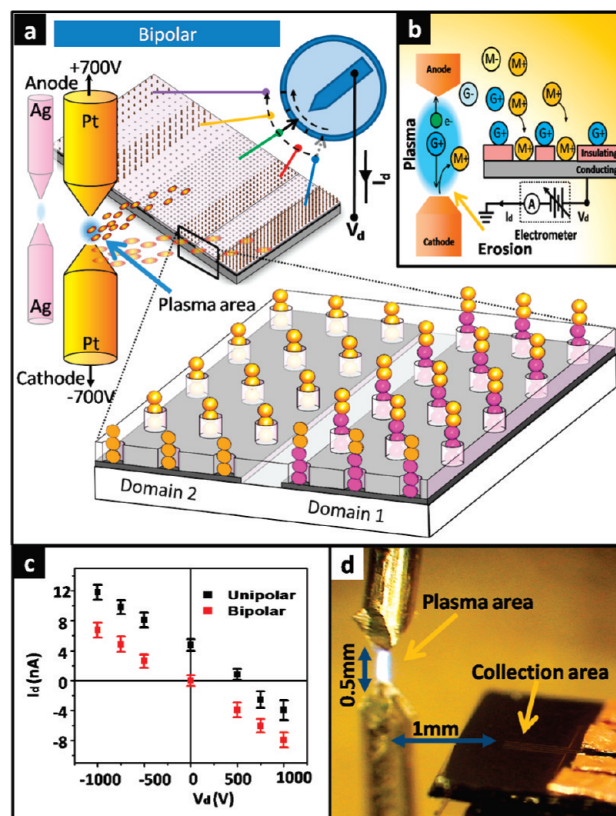 a
Bipolar
+700V
Anode
Ag
Pt
Ag
Pt
Plasma area
Cathode
-700V
I_d
V_d
Domain 2
Domain 1
b
Anode
Plasma
e-
G+
M+
Cathode
Erosion
M-
G-
G+
M+
M+
G+
M+
G+
M+
G+
Insulating
Conducting
I_d
A
V_d
Electrometer
c
I_d (nA)
12
8
4
0
-4
-8
Unipolar
Bipolar
-1000
-500
0
500
1000
V_d (V)
d
Plasma area
Collection area
0.5mm
1mm